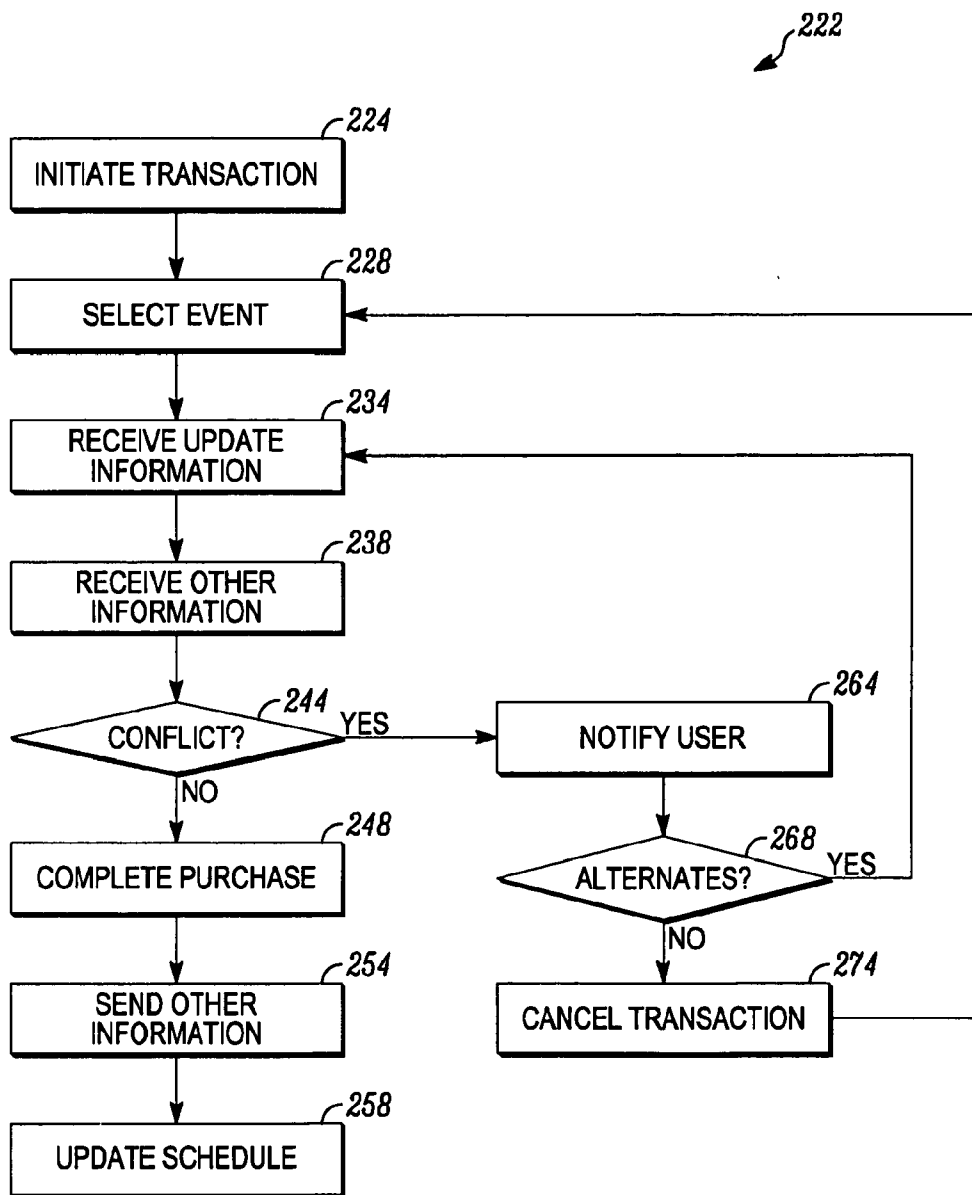 222
224
INITIATE TRANSACTION
228
SELECT EVENT
234
RECEIVE UPDATE
INFORMATION
238
RECEIVE OTHER
INFORMATION
244
CONFLICT?
YES
NO
264
NOTIFY USER
248
COMPLETE PURCHASE
268
ALTERNATES?
YES
NO
254
SEND OTHER
INFORMATION
274
CANCEL TRANSACTION
258
UPDATE SCHEDULE